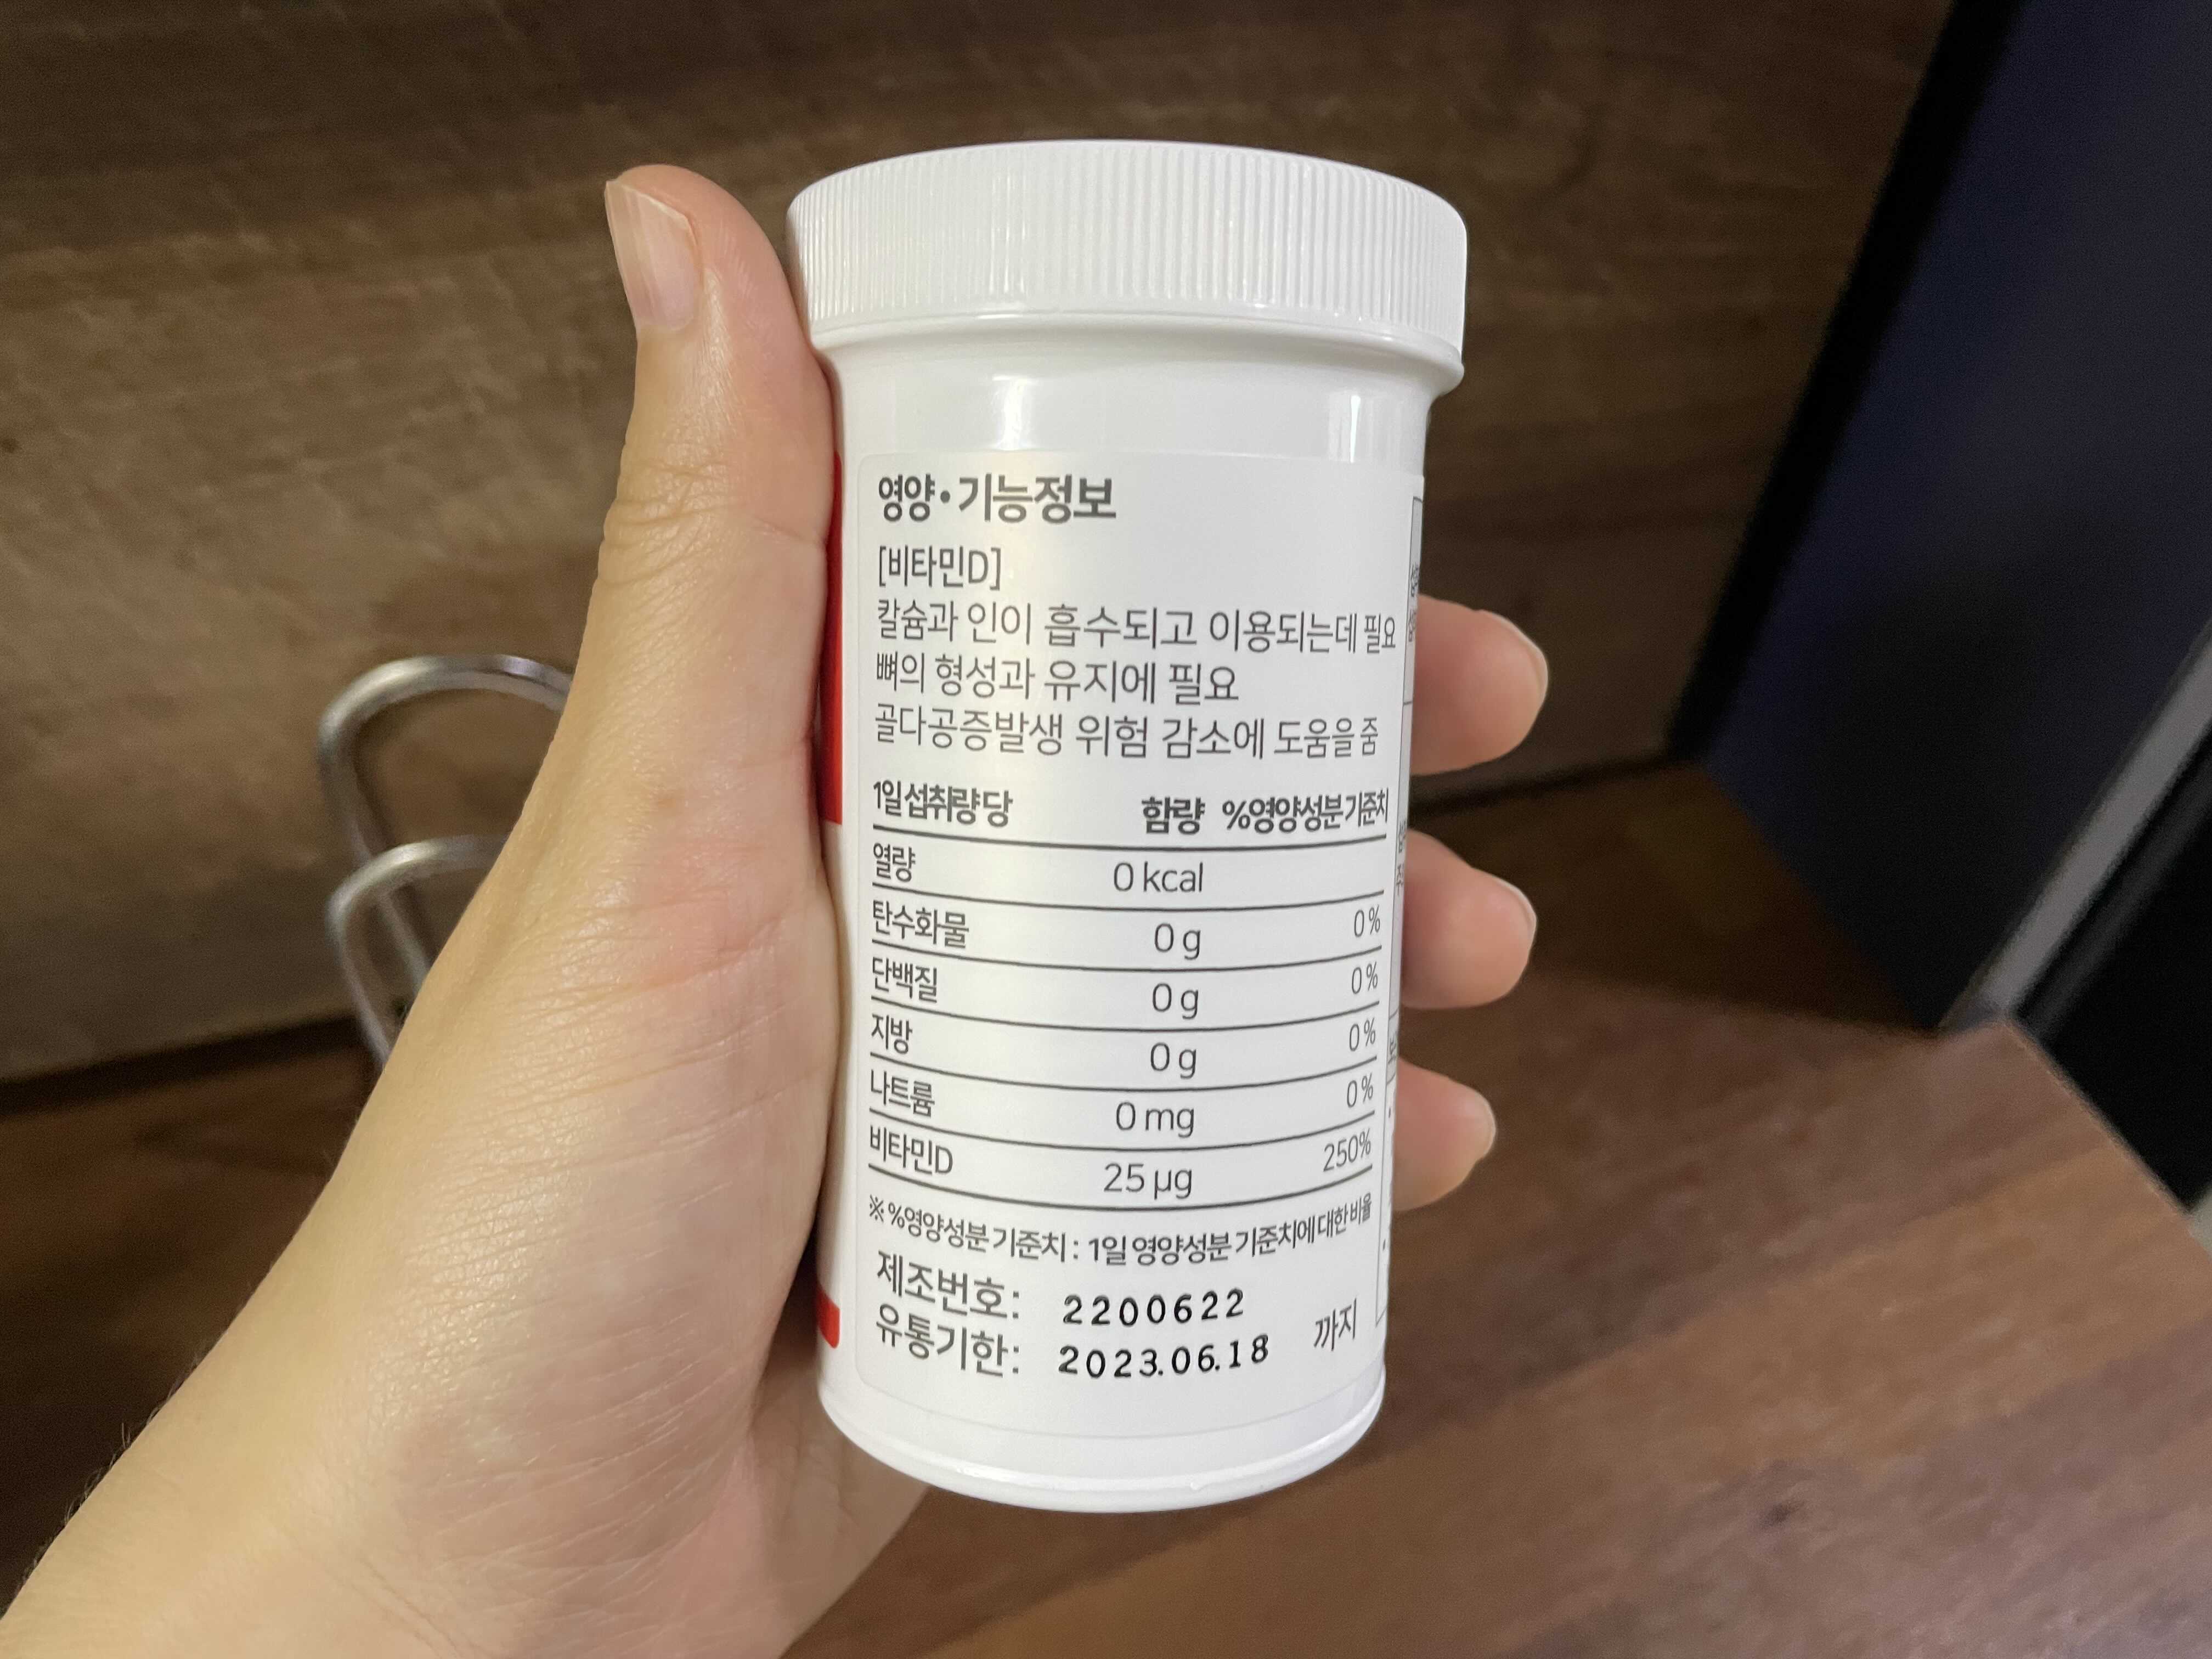 영양•기능정보
[비타민D]
칼슘과 인이 흡수되고 이용되는데 필요
뼈의 형성과 유지에 필요
골다공증발생 위험 감소에 도움을 줌
1일섭취량당 함량 %영양성분기준치
열량 0 kcal
탄수화물 0 g 0%
단백질 0 g 0%
지방 0 g 0%
나트륨 0 mg 0%
비타민D 25 µg 250%
※%영양성분 기준치 : 1일 영양성분 기준치에 대한 비율
제조번호: 2200622
유통기한: 2023.06.18 까지